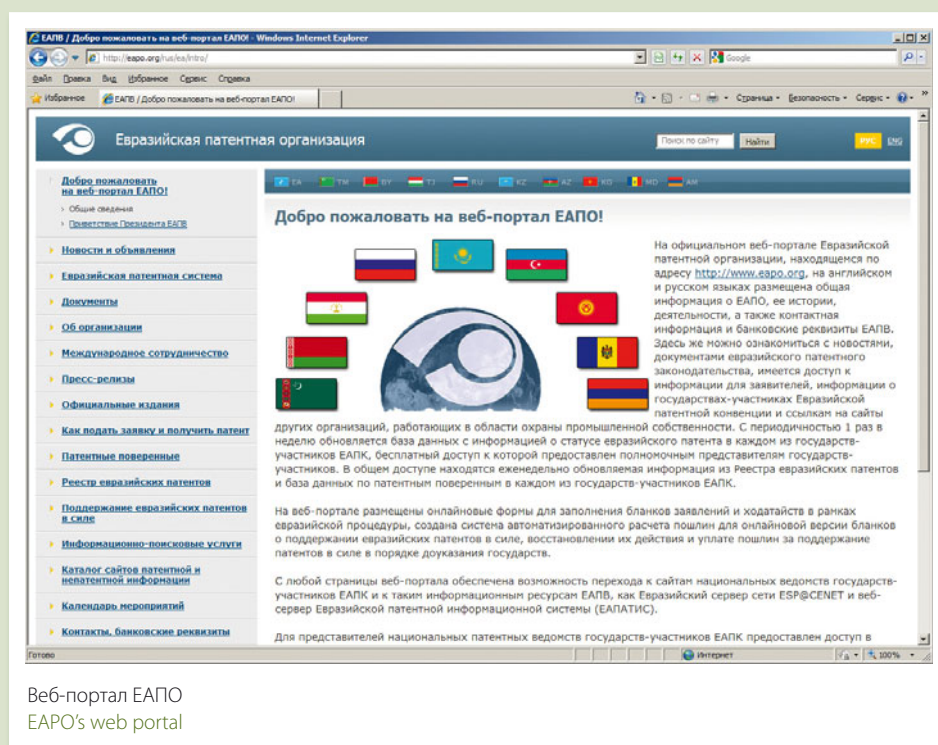 ЕАПВ / Добро пожаловать на веб-портал ЕАПО! - Windows Internet Explorer
http://eapo.org/rus/ea/intro/
Google
Файл Правка Вид Избранное Сервис Справка
Избранное
ЕАПВ / Добро пожаловать на веб-портал ЕАПО!
Страница Безопасность Сервис
Евразийская патентная организация
Поиск по сайту
Найти
РУС
ENG
EA TM BY TJ RU KZ AZ KG MD AM
Добро пожаловать
на веб-портал ЕАПО!
Общие сведения
Приветствие Президента ЕАПВ
Новости и объявления
Евразийская патентная система
Документы
Об организации
Международное сотрудничество
Пресс-релизы
Официальные издания
Как подать заявку и получить патент
Патентные поверенные
Реестр евразийских патентов
Поддержание евразийских патентов
в силе
Информационно-поисковые услуги
Каталог сайтов патентной и
непатентной информации
Календарь мероприятий
Контакты, банковские реквизиты
Добро пожаловать на веб-портал ЕАПО!
На официальном веб-портале Евразийской
патентной организации, находящемся по
адресу http://www.eapo.org, на английском
и русском языках размещена общая
информация о ЕАПО, ее истории,
деятельности, а также контактная
информация и банковские реквизиты ЕАПВ.
Здесь же можно ознакомиться с новостями,
документами евразийского патентного
законодательства, имеется доступ к
информации для заявителей, информации о
государствах-участниках Евразийской
патентной конвенции и ссылкам на сайты
других организаций, работающих в области охраны промышленной собственности. С периодичностью 1 раз в
неделю обновляется база данных с информацией о статусе евразийского патента в каждом из государств-
участников ЕАПК, бесплатный доступ к которой предоставлен полномочным представителям государств-
участников. В общем доступе находятся еженедельно обновляемая информация из Реестра евразийских патентов
и база данных по патентным поверенным в каждом из государств-участников ЕАПК.
На веб-портале размещены онлайновые формы для заполнения бланков заявлений и ходатайств в рамках
евразийской процедуры, создана система автоматизированного расчета пошлин для онлайновой версии бланков
о поддержании евразийских патентов в силе, восстановлении их действия и уплате пошлин за поддержание
патентов в силе в порядке доуказания государств.
С любой страницы веб-портала обеспечена возможность перехода к сайтам национальных ведомств государств-
участников ЕАПК и к таким информационным ресурсам ЕАПВ, как Евразийский сервер сети ESP@CENET и веб-
сервер Евразийской патентной информационной системы (ЕАПАТИС).
Для представителей национальных патентных ведомств государств-участников ЕАПК предоставлен доступ в
Готово
Интернет
100%
Веб-портал ЕАПО
EAPO’s web portal